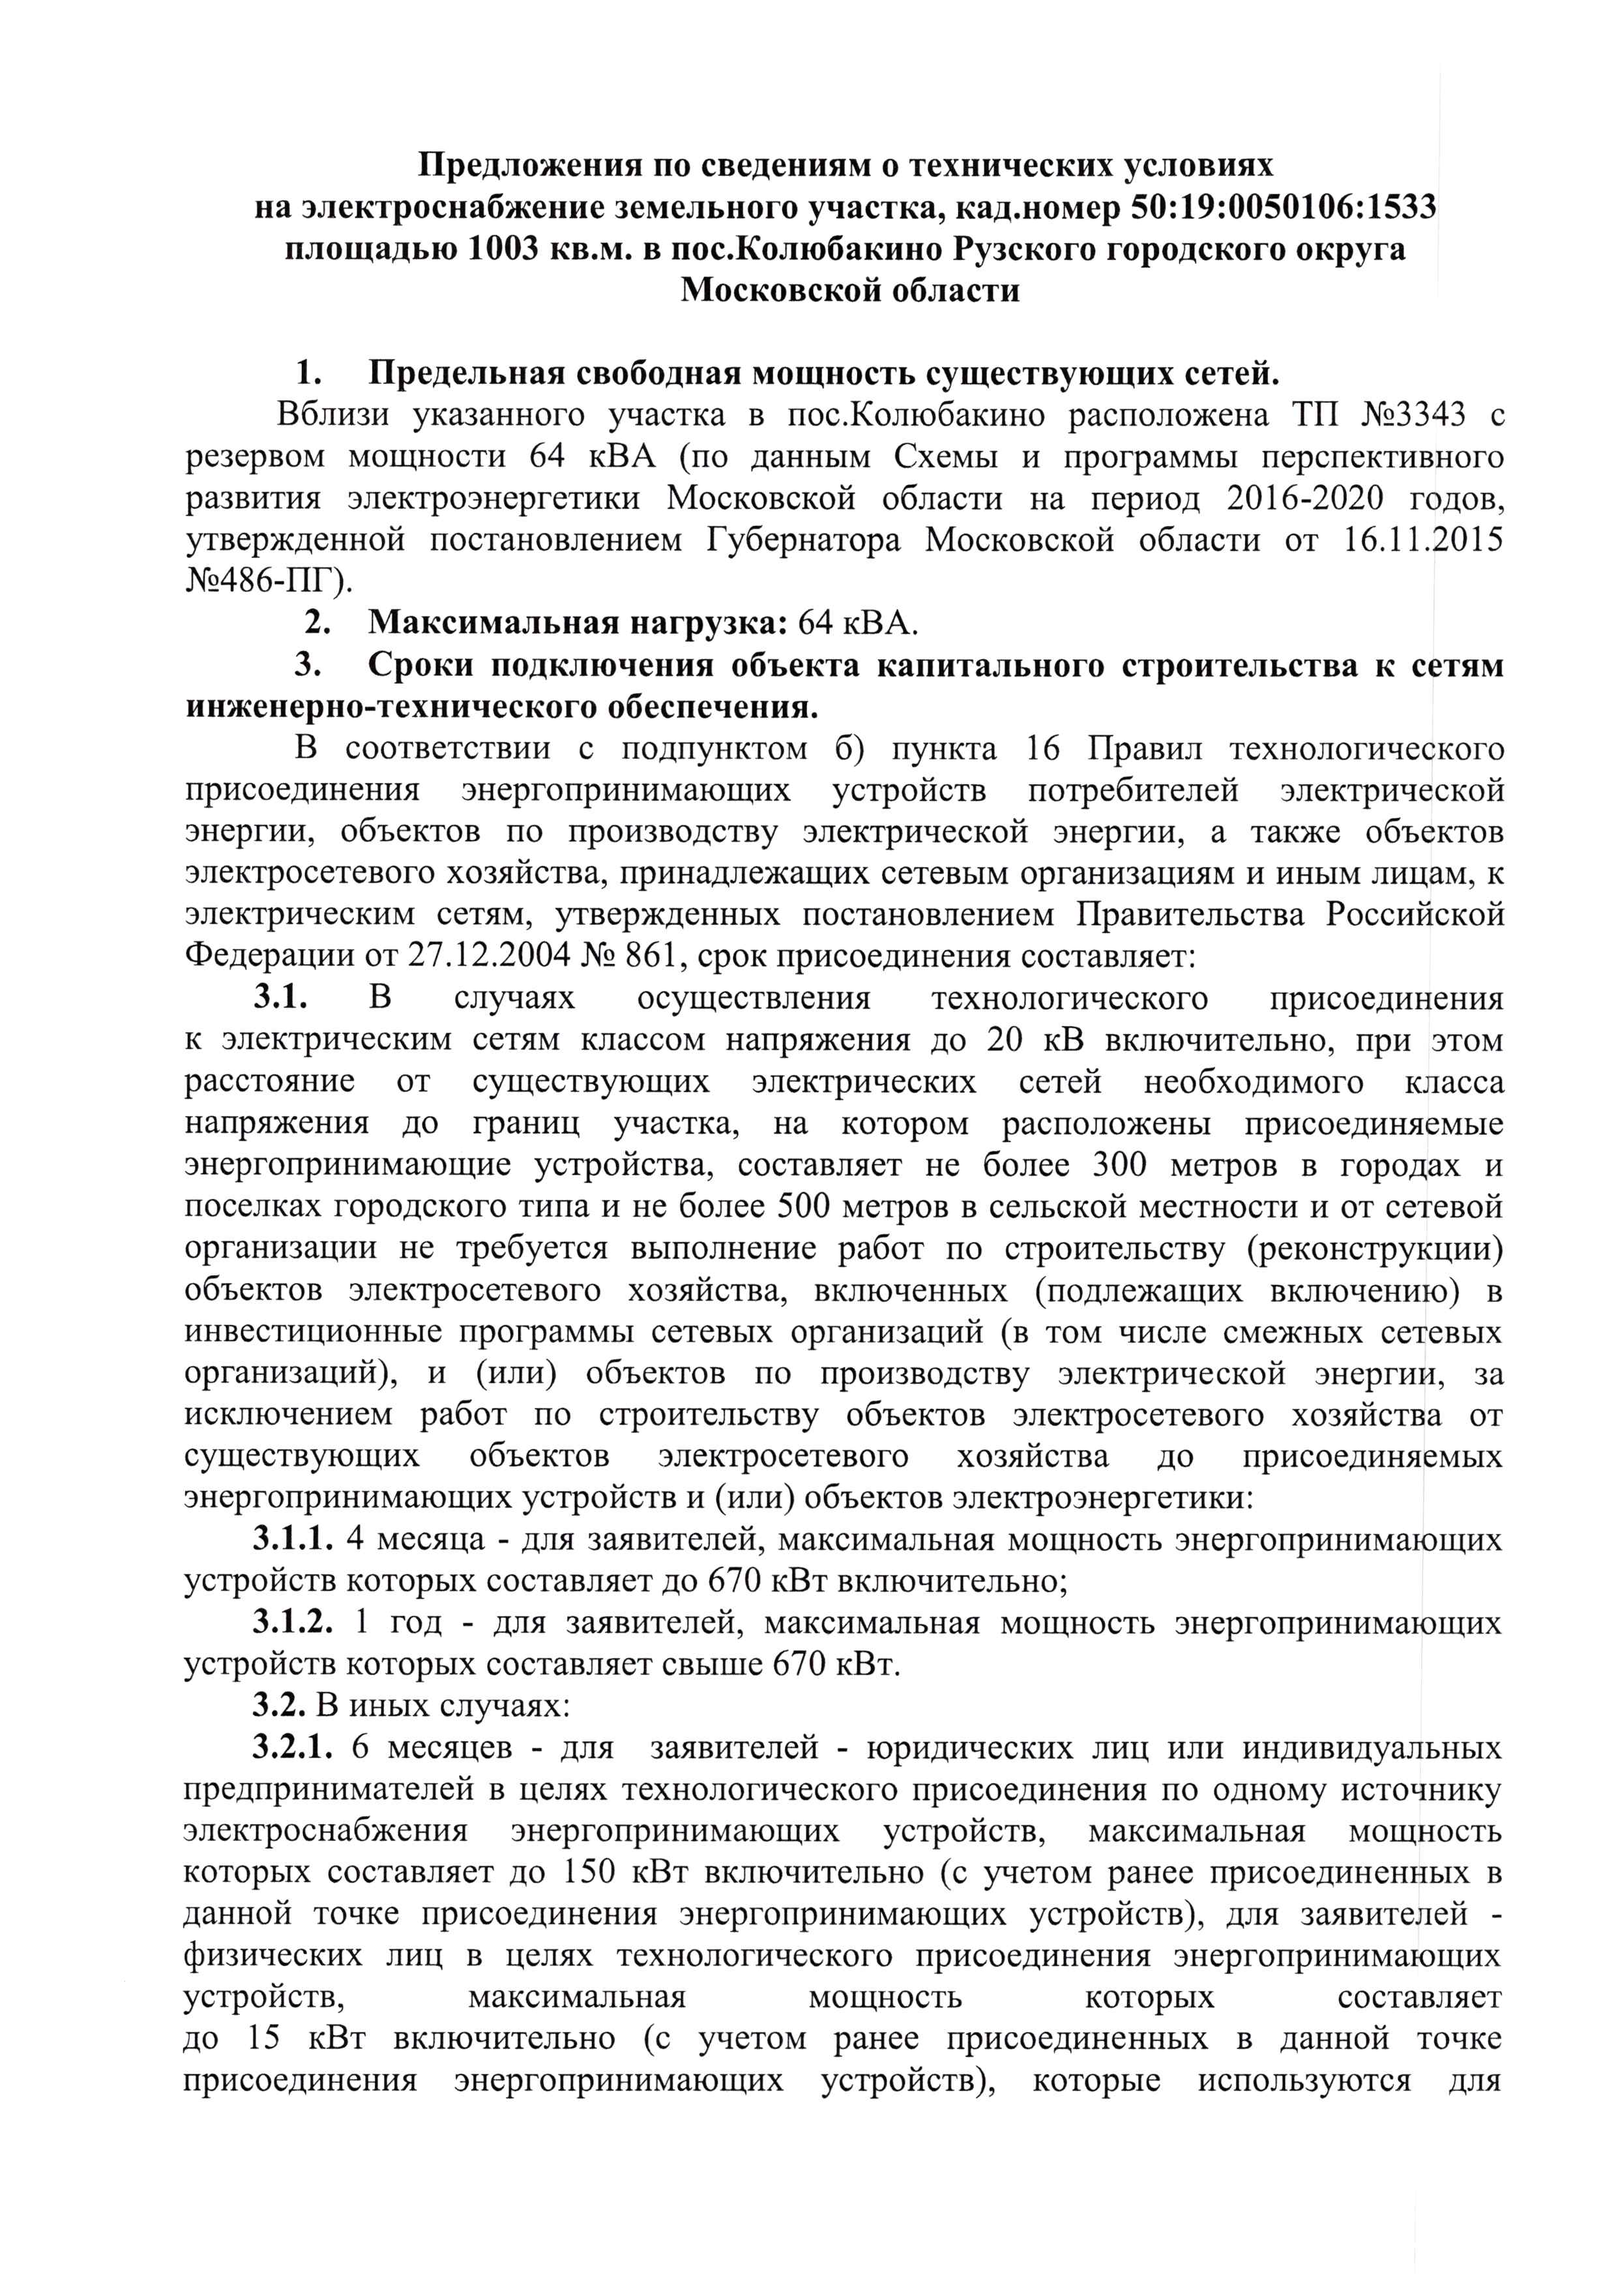 Предложения по сведениям о технических условиях
на электроснабжение земельного участка, кад.номер 50:19:0050106:1533
площадью 1003 кв.м. в пос.Колюбакино Рузского городского округа
Московской области
1. Предельная свободная мощность существующих сетей.
Вблизи указанного участка в пос.Колюбакино расположена ТП №3343 с
резервом мощности 64 кВА (по данным Схемы и программы перспективного
развития электроэнергетики Московской области на период 2016-2020 годов,
утвержденной постановлением Губернатора Московской области от 16.11.2015
№486-ПГ).
2. Максимальная нагрузка: 64 кВА.
3. Сроки подключения объекта капитального строительства к сетям
инженерно-технического обеспечения.
В соответствии с подпунктом б) пункта 16 Правил технологического
присоединения энергопринимающих устройств потребителей электрической
энергии, объектов по производству электрической энергии, а также объектов
электросетевого хозяйства, принадлежащих сетевым организациям и иным лицам, к
электрическим сетям, утвержденных постановлением Правительства Российской
Федерации от 27.12.2004 № 861, срок присоединения составляет:
3.1. В случаях осуществления технологического присоединения
к электрическим сетям классом напряжения до 20 кВ включительно, при этом
расстояние от существующих электрических сетей необходимого класса
напряжения до границ участка, на котором расположены присоединяемые
энергопринимающие устройства, составляет не более 300 метров в городах и
поселках городского типа и не более 500 метров в сельской местности и от сетевой
организации не требуется выполнение работ по строительству (реконструкции)
объектов электросетевого хозяйства, включенных (подлежащих включению) в
инвестиционные программы сетевых организаций (в том числе смежных сетевых
организаций), и (или) объектов по производству электрической энергии, за
исключением работ по строительству объектов электросетевого хозяйства от
существующих объектов электросетевого хозяйства до присоединяемых
энергопринимающих устройств и (или) объектов электроэнергетики:
3.1.1. 4 месяца - для заявителей, максимальная мощность энергопринимающих
устройств которых составляет до 670 кВт включительно;
3.1.2. 1 год - для заявителей, максимальная мощность энергопринимающих
устройств которых составляет свыше 670 кВт.
3.2. В иных случаях:
3.2.1. 6 месяцев - для заявителей - юридических лиц или индивидуальных
предпринимателей в целях технологического присоединения по одному источнику
электроснабжения энергопринимающих устройств, максимальная мощность
которых составляет до 150 кВт включительно (с учетом ранее присоединенных в
данной точке присоединения энергопринимающих устройств), для заявителей -
физических лиц в целях технологического присоединения энергопринимающих
устройств, максимальная мощность которых составляет
до 15 кВт включительно (с учетом ранее присоединенных в данной точке
присоединения энергопринимающих устройств), которые используются для